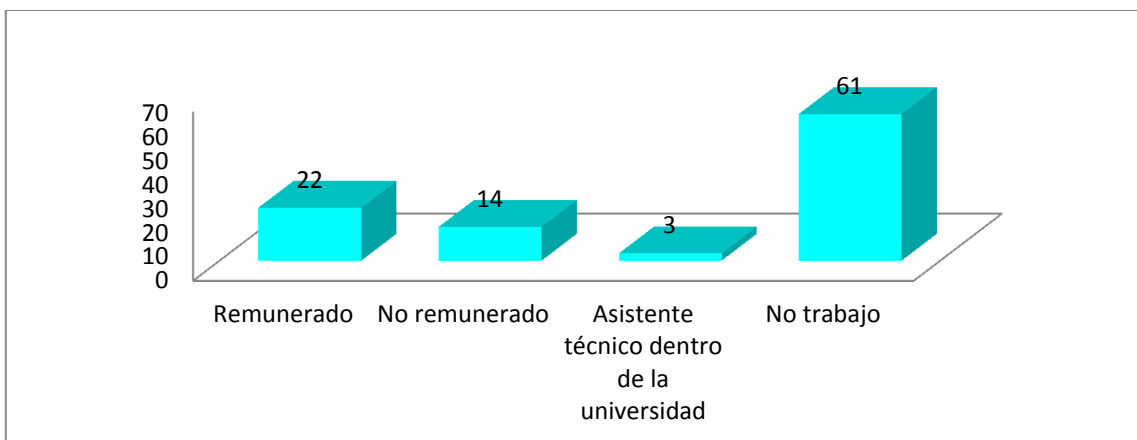 61
70
60
50
40
30
20
10
0
22
14
3
Remunerado
No remunerado
Asistente
técnico dentro
de la
universidad
No trabajo